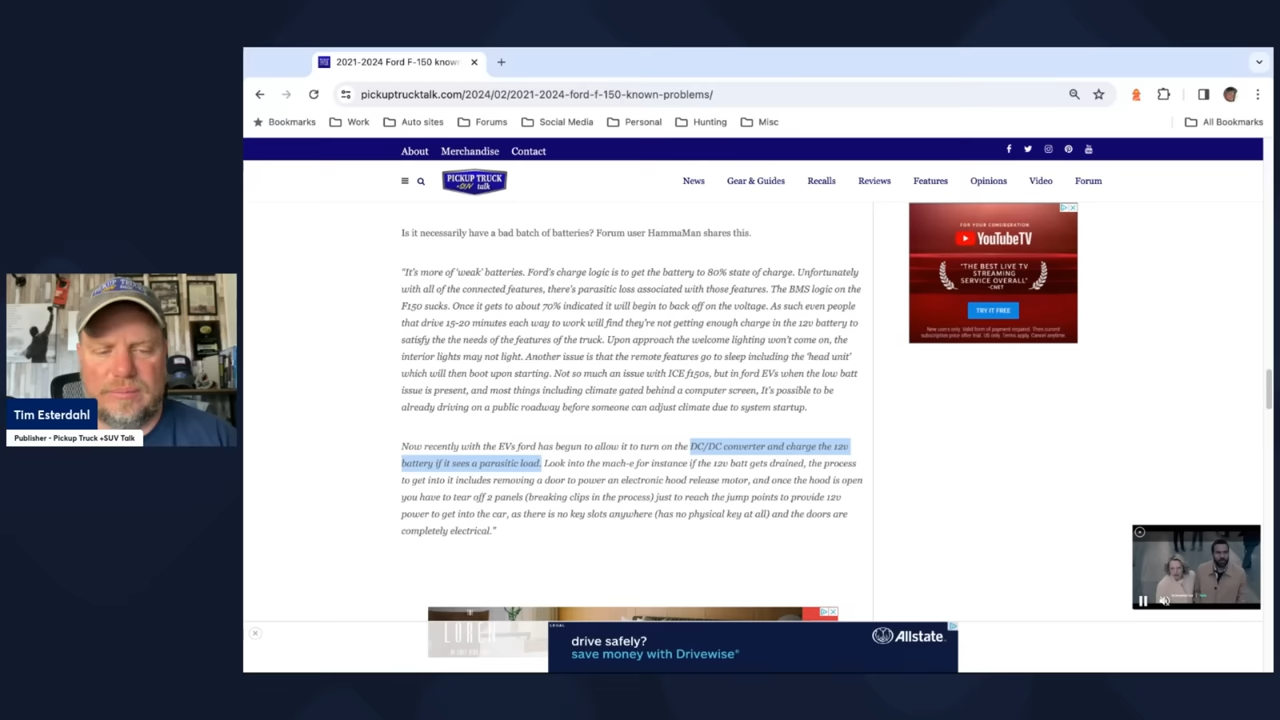 2021-2024 Ford F-150 know
pickuptrucktalk.com/2024/02/2021-2024-ford-f-150-known-problems/
Bookmarks Work Auto sites Forums Social Media Personal Hunting Misc All Bookmarks
About Merchandise Contact
PICKUP TRUCK
+SUV talk
News Gear & Guides Recalls Reviews Features Opinions Video Forum
Is it necessarily have a bad batch of batteries? Forum user HammaMan shares this.
"It's more of 'weak' batteries. Ford's charge logic is to get the battery to 80% state of charge. Unfortunately
with all of the connected features, there's parasitic loss associated with those features. The BMS logic on the
F150 sucks. Once it gets to about 70% indicated it will begin to back off on the voltage. As such even people
that drive 15-20 minutes each way to work will find they're not getting enough charge in the 12v battery to
satisfy the the needs of the features of the truck. Upon approach the welcome lighting won't come on, the
interior lights may not light. Another issue is that the remote features go to sleep including the 'head unit'
which will then boot upon starting. Not so much an issue with ICE f150s, but in ford EVs when the low batt
issue is present, and most things including climate gated behind a computer screen, It's possible to be
already driving on a public roadway before someone can adjust climate due to system startup.
Now recently with the EVs ford has begun to allow it to turn on the DC/DC converter and charge the 12v
battery if it sees a parasitic load. Look into the mach-e for instance if the 12v batt gets drained, the process
to get into it includes removing a door to power an electronic hood release motor, and once the hood is open
you have to tear off 2 panels (breaking clips in the process) just to reach the jump points to provide 12v
power to get into the car, as there is no key slots anywhere (has no physical key at all) and the doors are
completely electrical."
FOR YOUR CONSIDERATION
YouTubeTV
"THE BEST LIVE TV
STREAMING
SERVICE OVERALL"
-CNET
TRY IT FREE
Tim Esterdahl
Publisher - Pickup Truck +SUV Talk
LOREN
drive safely?
save money with Drivewise®
Allstate